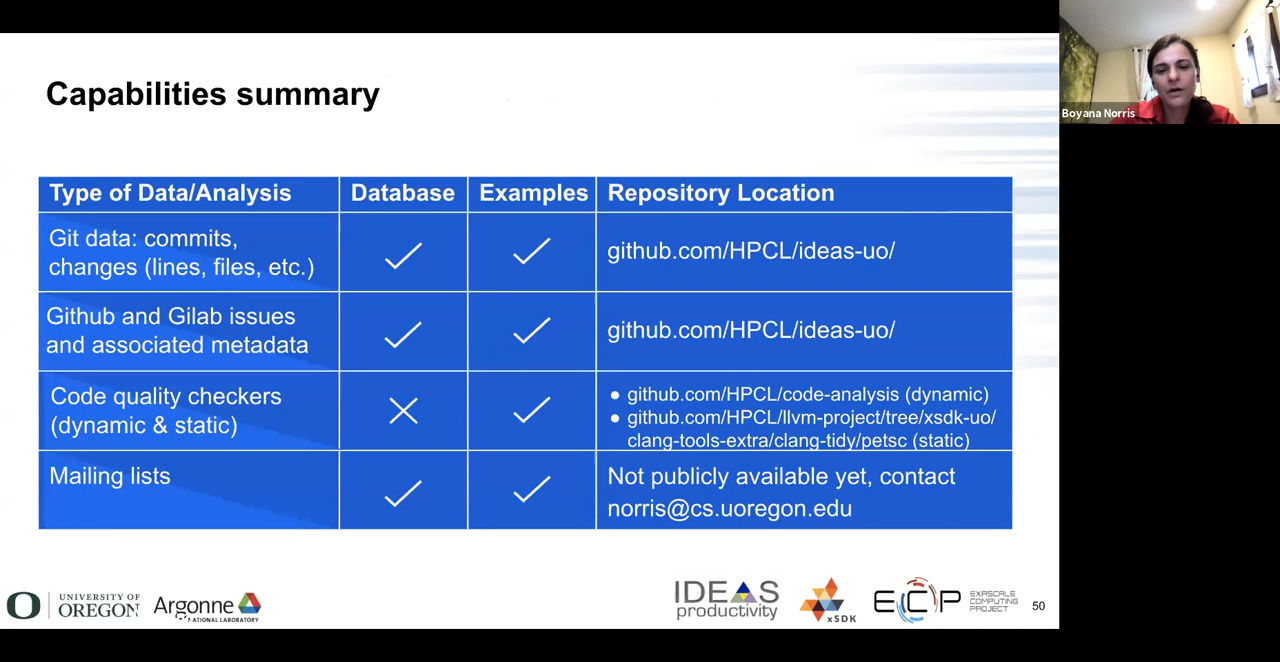 Capabilities summary
Boyana Norris
Type of Data/Analysis
Database
Examples
Repository Location
Git data: commits,
changes (lines, files, etc.)
github.com/HPCL/ideas-uo/
Github and Gilab issues
and associated metadata
github.com/HPCL/ideas-uo/
Code quality checkers
(dynamic & static)
● github.com/HPCL/code-analysis (dynamic)
● github.com/HPCL/llvm-project/tree/xsdk-uo/
clang-tools-extra/clang-tidy/petsc (static)
Mailing lists
Not publicly available yet, contact
norris@cs.uoregon.edu
O
UNIVERSITY OF
OREGON
Argonne
NATIONAL LABORATORY
IDEAS
productivity
xSDK
ECP
EXASCALE
COMPUTING
PROJECT
50